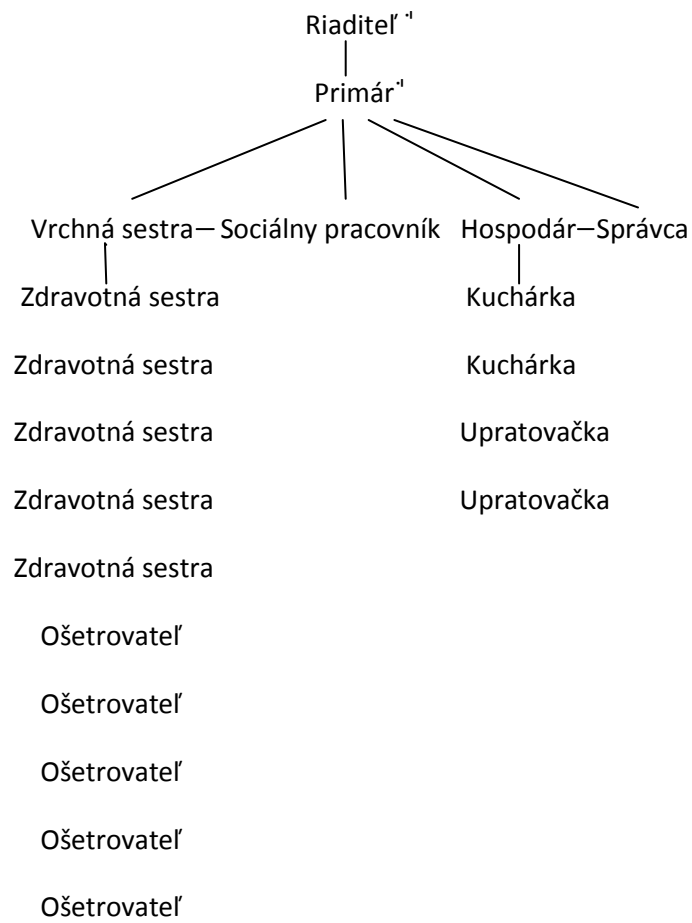 Riaditeľ
Primár
Vrchná sestra Sociálny pracovník Hospodár Správca
Zdravotná sestra Kuchárka
Zdravotná sestra Kuchárka
Zdravotná sestra Upratovačka
Zdravotná sestra Upratovačka
Zdravotná sestra
Ošetrovateľ
Ošetrovateľ
Ošetrovateľ
Ošetrovateľ
Ošetrovateľ